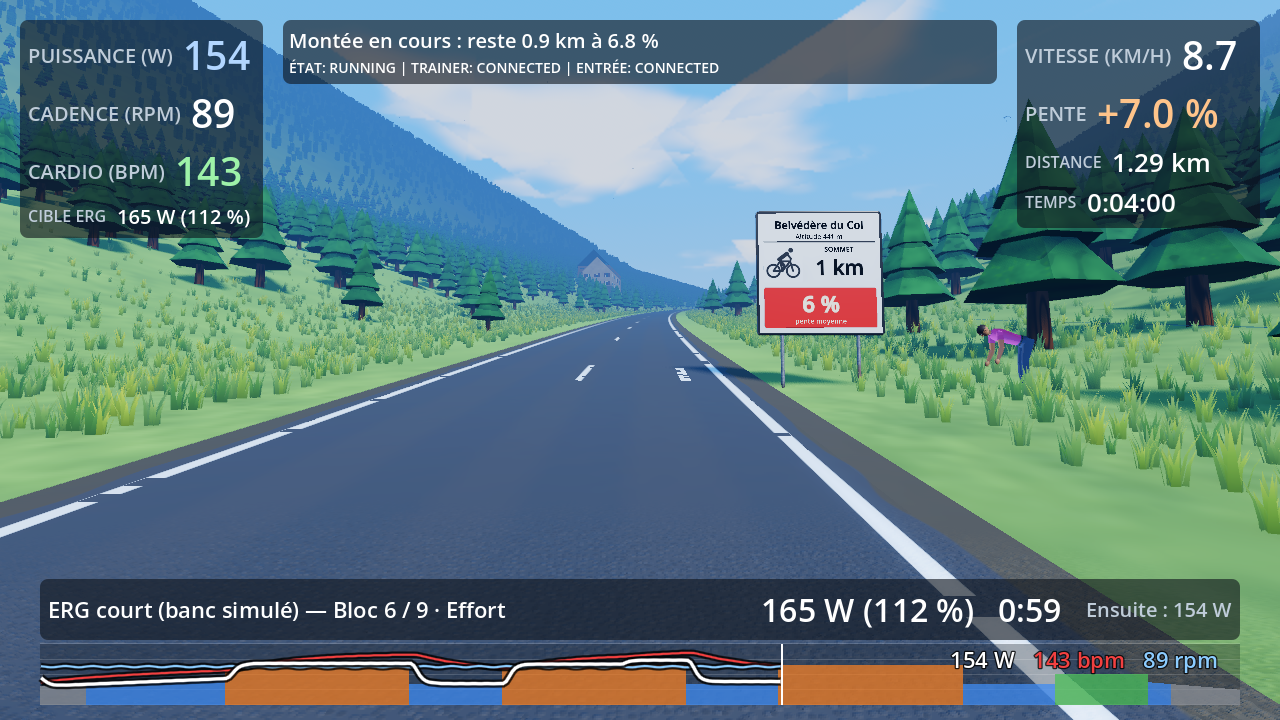 PUISSANCE (W) 154
CADENCE (RPM) 89
CARDIO (BPM) 143
CIBLE ERG 165 W (112 %)
Montée en cours : reste 0.9 km à 6.8 %
ÉTAT: RUNNING | TRAINER: CONNECTED | ENTRÉE: CONNECTED
VITESSE (KM/H) 8.7
PENTE +7.0 %
DISTANCE 1.29 km
TEMPS 0:04:00
Belvédère du Col
Altitude 441 m
SOMMET
1 km
6 %
pente moyenne
ERG court (banc simulé) — Bloc 6 / 9 · Effort
165 W (112 %) 0:59 Ensuite : 154 W
154 W 143 bpm 89 rpm